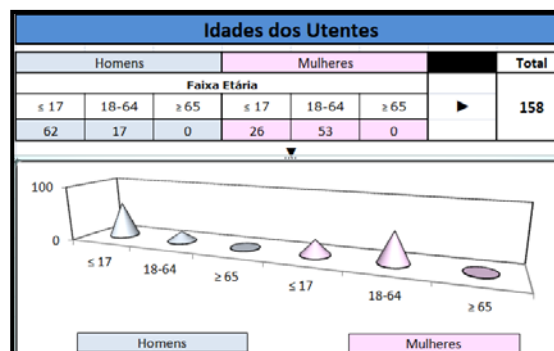 Idades dos Utentes
Homens Mulheres Total
Faixa Etária
≤ 17 18-64 ≥ 65 ≤ 17 18-64 ≥ 65 ► 158
62 17 0 26 53 0
100
0
≤ 17 18-64 ≥ 65 ≤ 17 18-64 ≥ 65
Homens Mulheres